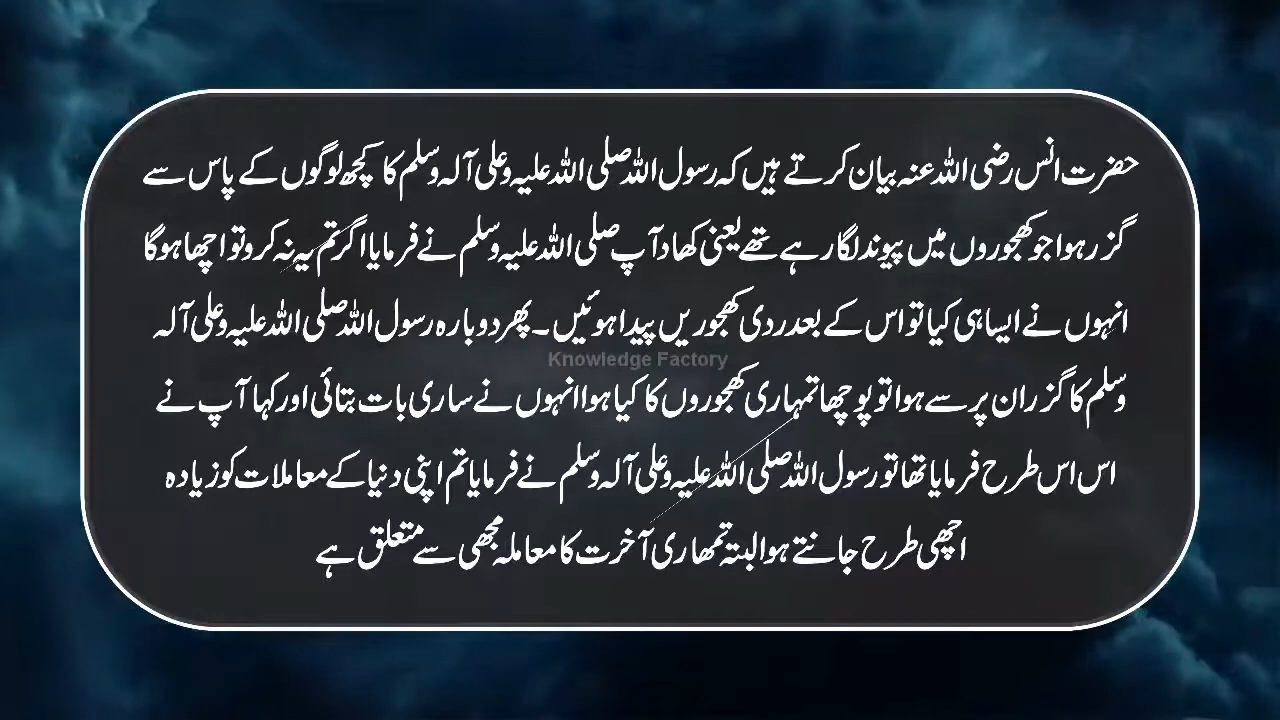 حضرت انس رضی اللہ عنہ بیان کرتے ہیں کہ رسول اللہ صلی اللہ علیہ وعلی آلہ وسلم کا کچھ لوگوں کے پاس سے
گزر ہوا جو کھجوروں میں پیوند لگا رہے تھے یعنی کھاد آپ صلی اللہ علیہ وسلم نے فرمایا اگر تم یہ نہ کرو تو اچھا ہوگا
انہوں نے ایسا ہی کیا تو اس کے بعد ردی کھجوریں پیدا ہوئیں۔ پھر دوبارہ رسول اللہ صلی اللہ علیہ وعلی آلہ
Knowledge Factory
وسلم کا گزر ان پر سے ہوا تو پوچھا تمہاری کھجوروں کا کیا ہوا انہوں نے ساری بات بتائی اور کہا آپ نے
اس اس طرح فرمایا تھا تو رسول اللہ صلی اللہ علیہ وعلی آلہ وسلم نے فرمایا تم اپنی دنیا کے معاملات کو زیادہ
اچھی طرح جانتے ہو البتہ تمھاری آخرت کا معاملہ مجھی سے متعلق ہے